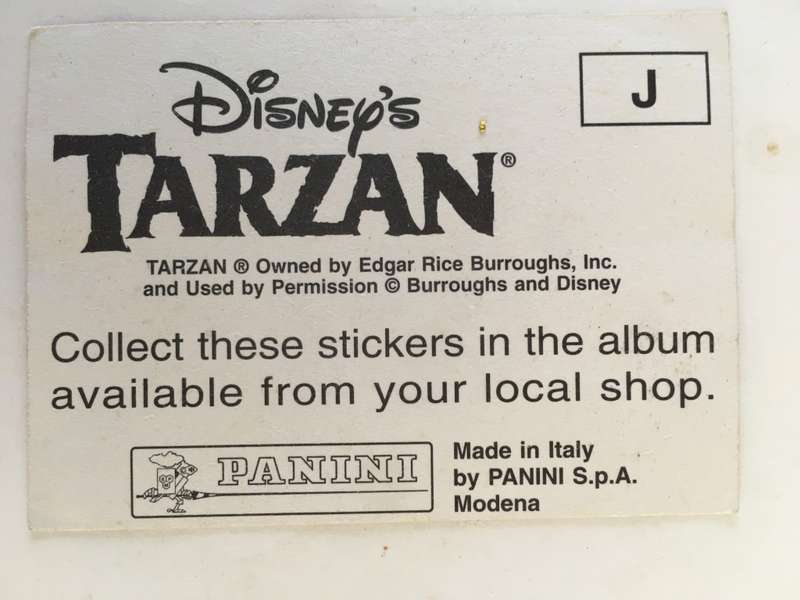 DISNEY'S
J
TARZAN®
TARZAN ® Owned by Edgar Rice Burroughs, Inc.
and Used by Permission © Burroughs and Disney
Collect these stickers in the album
available from your local shop.
PANINI
Made in Italy
by PANINI S.p.A.
Modena